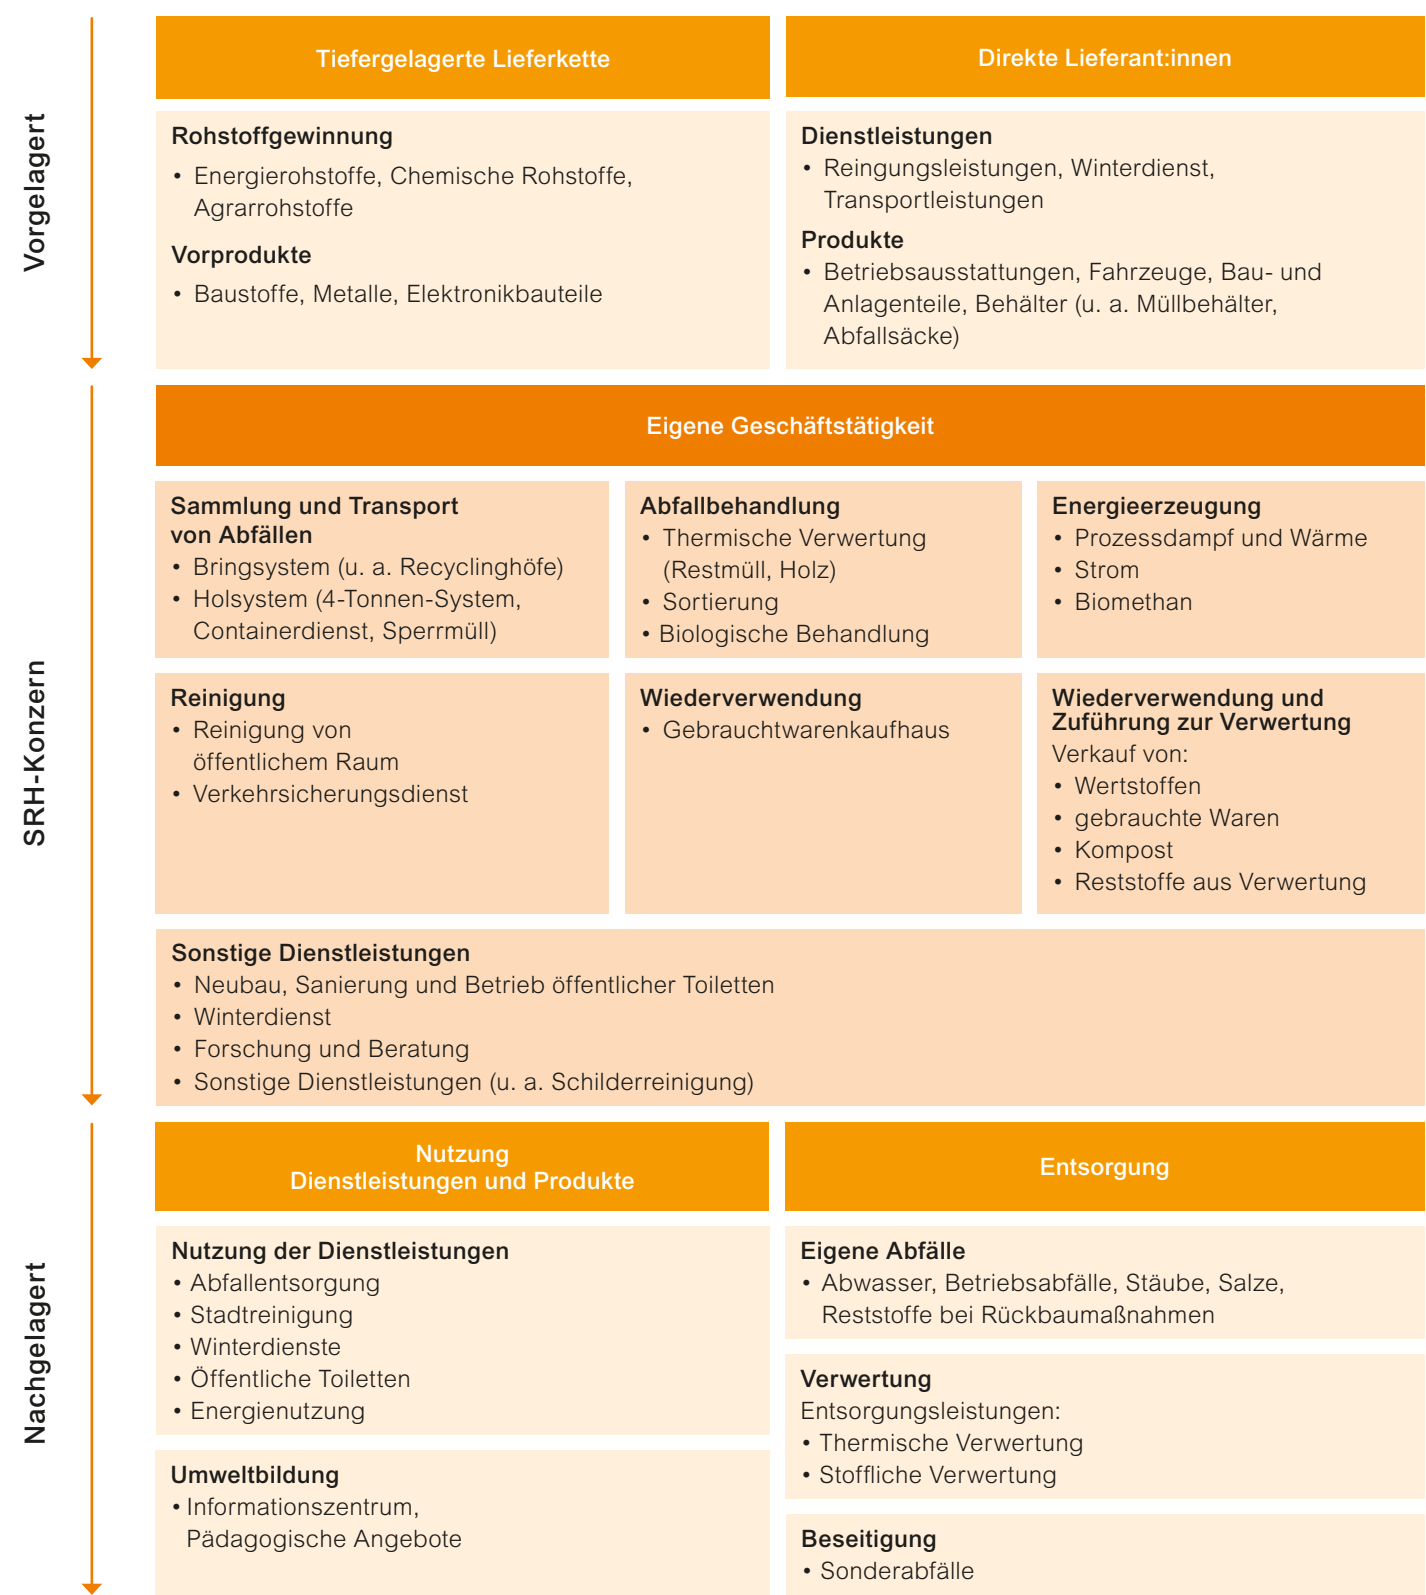 Vorgelagert
Tiefergelagerte Lieferkette
Rohstoffgewinnung
• Energierohstoffe, Chemische Rohstoffe,
Agrarrohstoffe
Vorprodukte
• Baustoffe, Metalle, Elektronikbauteile
Direkte Lieferant:innen
Dienstleistungen
• Reingungsleistungen, Winterdienst,
Transportleistungen
Produkte
• Betriebsausstattungen, Fahrzeuge, Bau- und
Anlagenteile, Behälter (u. a. Müllbehälter,
Abfallsäcke)
SRH-Konzern
Eigene Geschäftstätigkeit
Sammlung und Transport
von Abfällen
• Bringsystem (u. a. Recyclinghöfe)
• Holsystem (4-Tonnen-System,
Containerdienst, Sperrmüll)
Abfallbehandlung
• Thermische Verwertung
(Restmüll, Holz)
• Sortierung
• Biologische Behandlung
Energieerzeugung
• Prozessdampf und Wärme
• Strom
• Biomethan
Reinigung
• Reinigung von
öffentlichem Raum
• Verkehrsicherungsdienst
Wiederverwendung
• Gebrauchtwarenkaufhaus
Wiederverwendung und
Zuführung zur Verwertung
Verkauf von:
• Wertstoffen
• gebrauchte Waren
• Kompost
• Reststoffe aus Verwertung
Sonstige Dienstleistungen
• Neubau, Sanierung und Betrieb öffentlicher Toiletten
• Winterdienst
• Forschung und Beratung
• Sonstige Dienstleistungen (u. a. Schilderreinigung)
Nachgelagert
Nutzung
Dienstleistungen und Produkte
Nutzung der Dienstleistungen
• Abfallentsorgung
• Stadtreinigung
• Winterdienste
• Öffentliche Toiletten
• Energienutzung
Umweltbildung
• Informationszentrum,
Pädagogische Angebote
Entsorgung
Eigene Abfälle
• Abwasser, Betriebsabfälle, Stäube, Salze,
Reststoffe bei Rückbaumaßnahmen
Verwertung
Entsorgungsleistungen:
• Thermische Verwertung
• Stoffliche Verwertung
Beseitigung
• Sonderabfälle